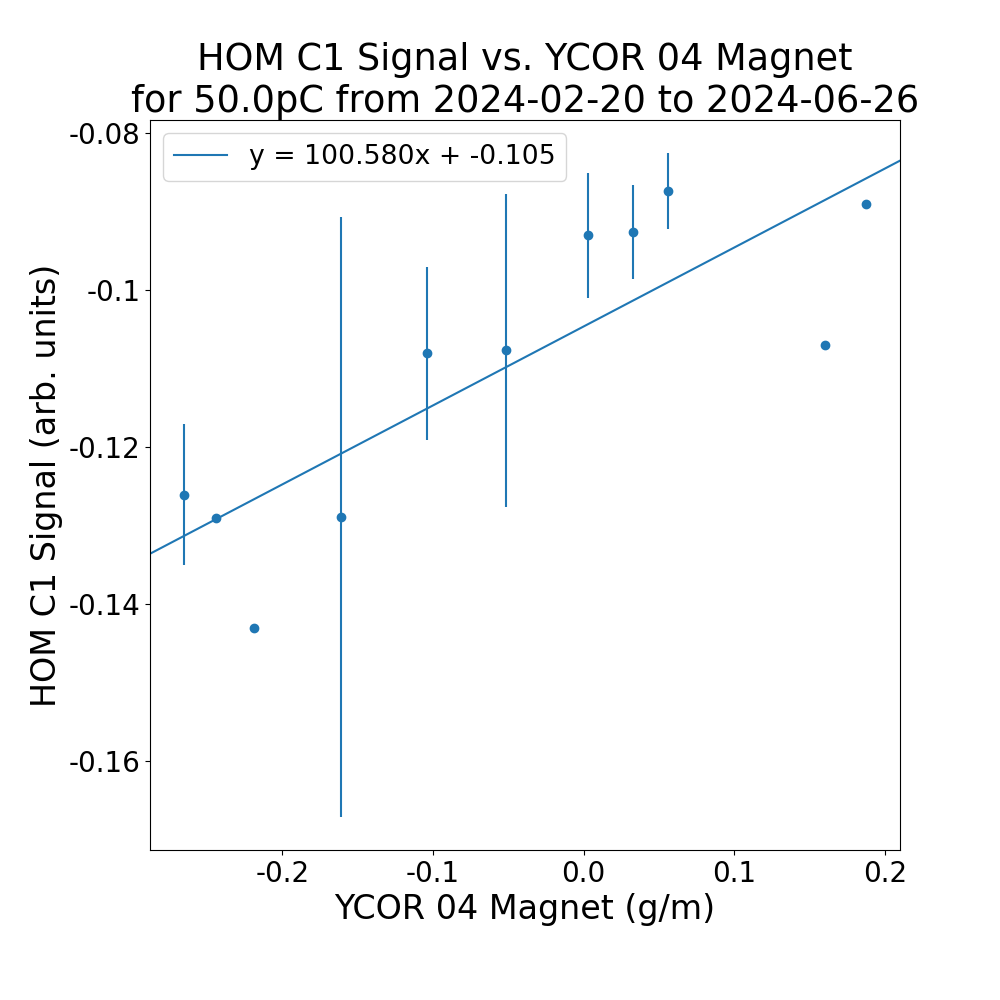 HOM C1 Signal vs. YCOR 04 Magnet
for 50.0pC from 2024-02-20 to 2024-06-26
y = 100.580x + -0.105
HOM C1 Signal (arb. units)
-0.08
-0.1
-0.12
-0.14
-0.16
-0.2
-0.1
0.0
0.1
0.2
YCOR 04 Magnet (g/m)